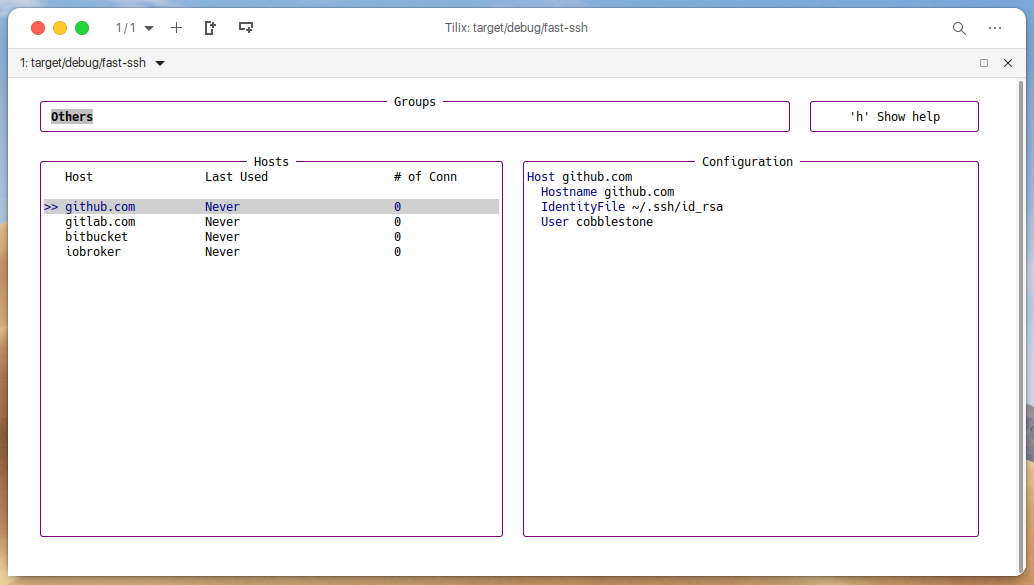 1 / 1
Tilix: target/debug/fast-ssh
1: target/debug/fast-ssh
Groups
Others
'h' Show help
Hosts
Host Last Used # of Conn
>> github.com Never 0
gitlab.com Never 0
bitbucket Never 0
iobroker Never 0
Configuration
Host github.com
Hostname github.com
IdentityFile ~/.ssh/id_rsa
User cobblestone